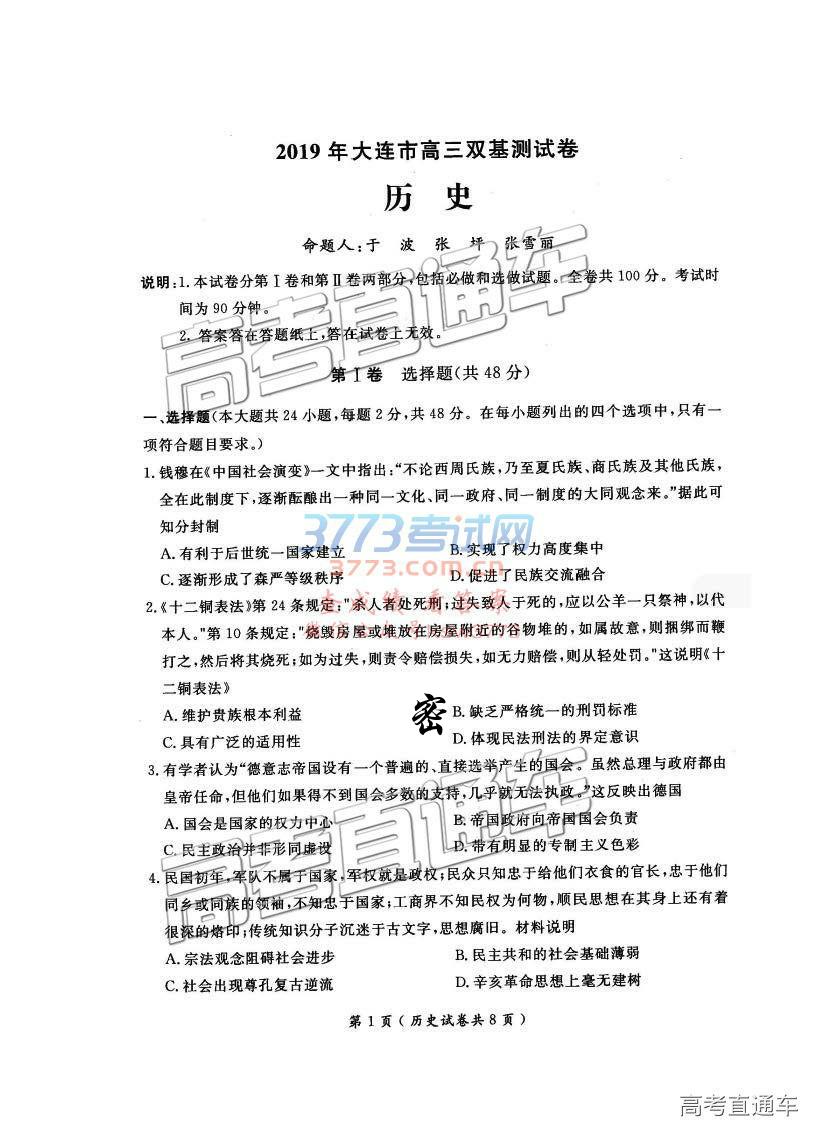 2019 年大连市高三双基测试卷
历 史
命题人:于 波 张 坪 张雪丽
说明:1.本试卷分第Ⅰ卷和第Ⅱ卷两部分,包括必做和选做试题。全卷共 100 分。考试时
间为 90 分钟。
2. 答案答在答题纸上,答在试卷上无效。
第Ⅰ卷 选择题(共 48 分)
一、选择题(本大题共 24 小题,每题 2 分,共 48 分。在每小题列出的四个选项中,只有一
项符合题目要求。)
1. 钱穆在《中国社会演变》一文中指出:“不论西周氏族,乃至夏氏族、商氏族及其他氏族,
全在此制度下,逐渐酝酿出一种同一文化、同一政府、同一制度的大同观念来。”据此可
知分封制
A. 有利于后世统一国家建立 B. 实现了权力高度集中
C. 逐渐形成了森严等级秩序 D. 促进了民族交流融合
2.《十二铜表法》第 24 条规定:"杀人者处死刑;过失致人于死的,应以公羊一只祭神,以代
本人。"第 10 条规定:"烧毁房屋或堆放在房屋附近的谷物堆的,如属故意,则捆绑而鞭
打之,然后将其烧死;如为过失,则责令赔偿损失,如无力赔偿,则从轻处罚。"这说明《十
二铜表法》
A. 维护贵族根本利益 B. 缺乏严格统一的刑罚标准
密
C. 具有广泛的适用性 D. 体现民法刑法的界定意识
3. 有学者认为“德意志帝国设有一个普遍的、直接选举产生的国会。虽然总理与政府都由
皇帝任命,但他们如果得不到国会多数的支持,几乎就无法执政。”这反映出德国
A. 国会是国家的权力中心 B. 帝国政府向帝国国会负责
C. 民主政治并非形同虚设 D. 带有明显的专制主义色彩
4. 民国初年,军队不属于国家,军权就是政权;民众只知忠于给他们衣食的官长,忠于他们
同乡或同族的领袖,不知忠于国家;工商界不知民权为何物,顺民思想在其身上还有着
很深的烙印;传统知识分子沉迷于古文字,思想腐旧。材料说明
A. 宗法观念阻碍社会进步 B. 民主共和的社会基础薄弱
C. 社会出现尊孔复古逆流 D. 辛亥革命思想上毫无建树
第 1 页 ( 历史试卷共 8 页 )
高考直通车
3773考试网
www.3773.com.cn
查成绩 看答案
高考直通车
高考直通车